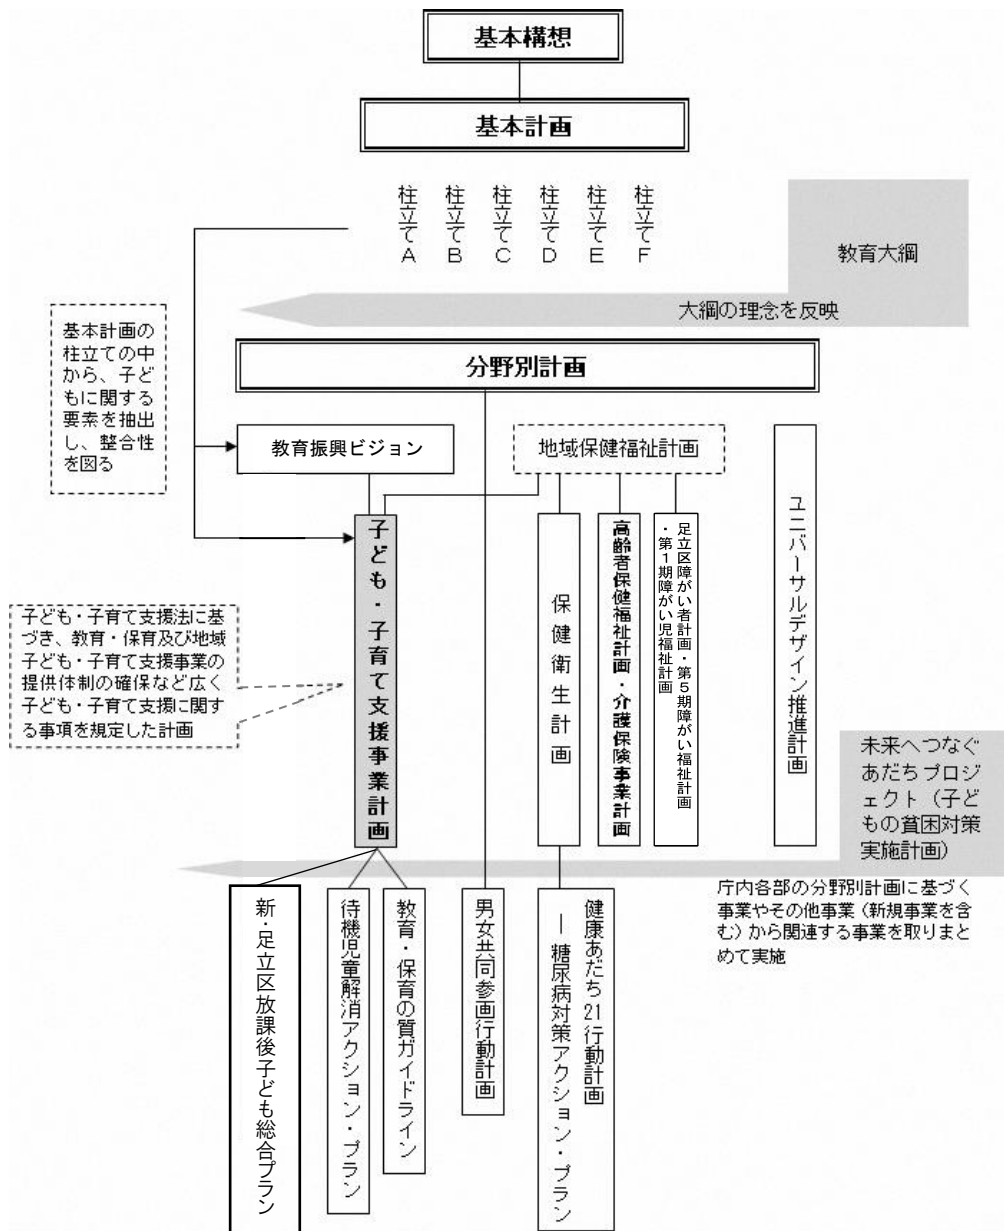 基本構想
基本計画
柱立てA
柱立てB
柱立てC
柱立てD
柱立てE
柱立てF
教育大綱
大綱の理念を反映
基本計画の
柱立ての中
から、子ど
もに関する
要素を抽出
し、整合性
を図る
分野別計画
教育振興ビジョン
地域保健福祉計画
ユニバーサルデザイン推進計画
子ども・子育て支援事業計画
保健衛生計画
高齢者保健福祉計画・介護保険事業計画
足立区障がい者計画・第5期障がい福祉計画
・第1期障がい児福祉計画
子ども・子育て支援法に基
づき、教育・保育及び地域
子ども・子育て支援事業の
提供体制の確保など広く
子ども・子育て支援に関す
る事項を規定した計画
未来へつなぐ
あだちプロジ
ェクト（子ど
もの貧困対策
実施計画）
庁内各部の分野別計画に基づく
事業やその他事業（新規事業を含
む）から関連する事業を取りまと
めて実施
新・足立区放課後子ども総合プラン
待機児童解消アクション・プラン
教育・保育の質ガイドライン
男女共同参画行動計画
健康あだち21行動計画
―糖尿病対策アクション・プラン